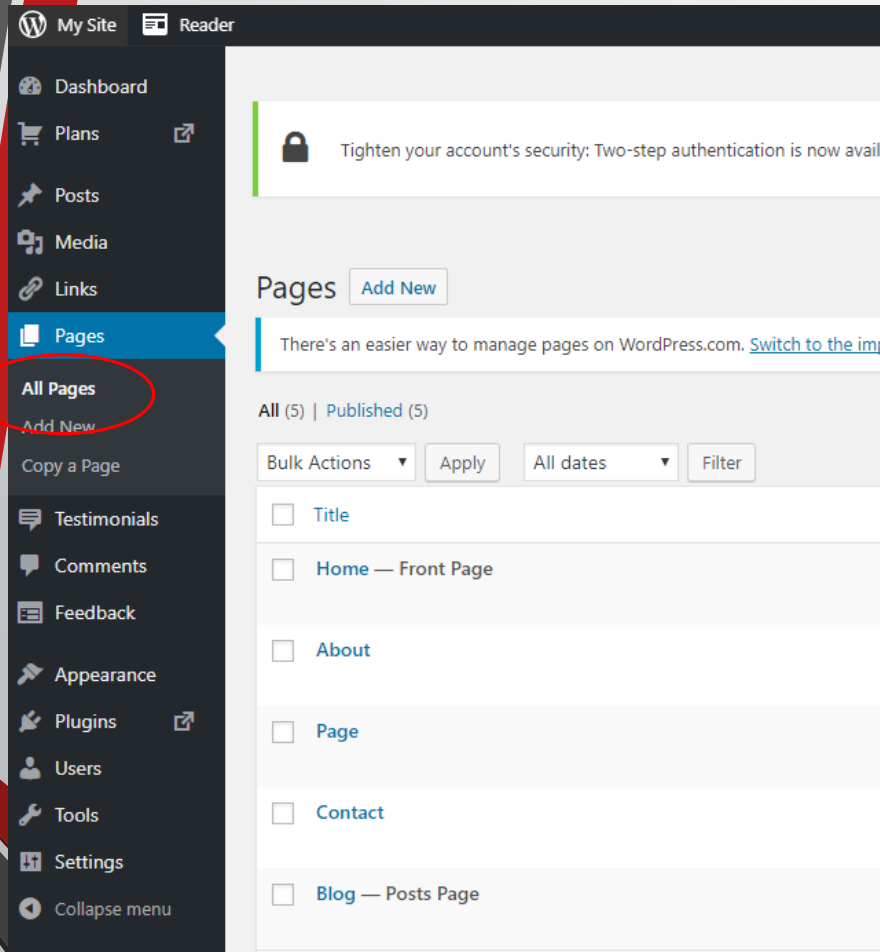 My Site Reader
Dashboard
Plans
Posts
Media
Links
Pages
All Pages
Add New
Copy a Page
Testimonials
Comments
Feedback
Appearance
Plugins
Users
Tools
Settings
Collapse menu
Tighten your account's security: Two-step authentication is now
Pages Add New
There's an easier way to manage pages on WordPress.com. Switch to the
All (5) | Published (5)
Bulk Actions Apply All dates Filter
Title
Home — Front Page
About
Page
Contact
Blog — Posts Page